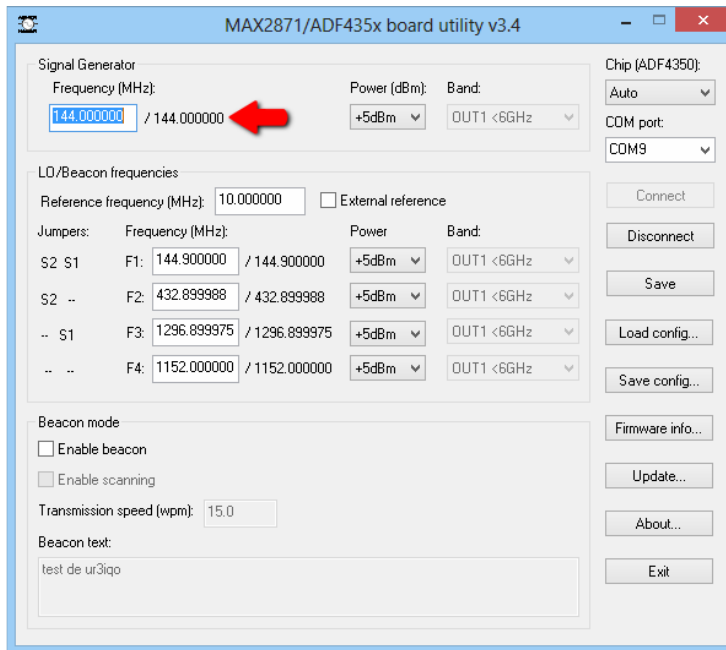 MAX2871/ADF435x board utility v3.4
Signal Generator
Frequency (MHz): Power (dBm): Band:
144.000000 / 144.000000 +5dBm OUT1 <6GHz
Chip (ADF4350):
Auto
COM port:
COM9
Connect
Disconnect
Save
Load config...
Save config...
Firmware info...
Update...
About...
Exit
LO/Beacon frequencies
Reference frequency (MHz): 10.000000 External reference
Jumpers: Frequency (MHz): Power Band:
S2 S1 F1: 144.900000 / 144.900000 +5dBm OUT1 <6GHz
S2 -- F2: 432.899988 / 432.899988 +5dBm OUT1 <6GHz
-- S1 F3: 1296.899975 / 1296.899975 +5dBm OUT1 <6GHz
-- -- F4: 1152.000000 / 1152.000000 +5dBm OUT1 <6GHz
Beacon mode
Enable beacon
Enable scanning
Transmission speed (wpm): 15.0
Beacon text:
test de ur3iqo